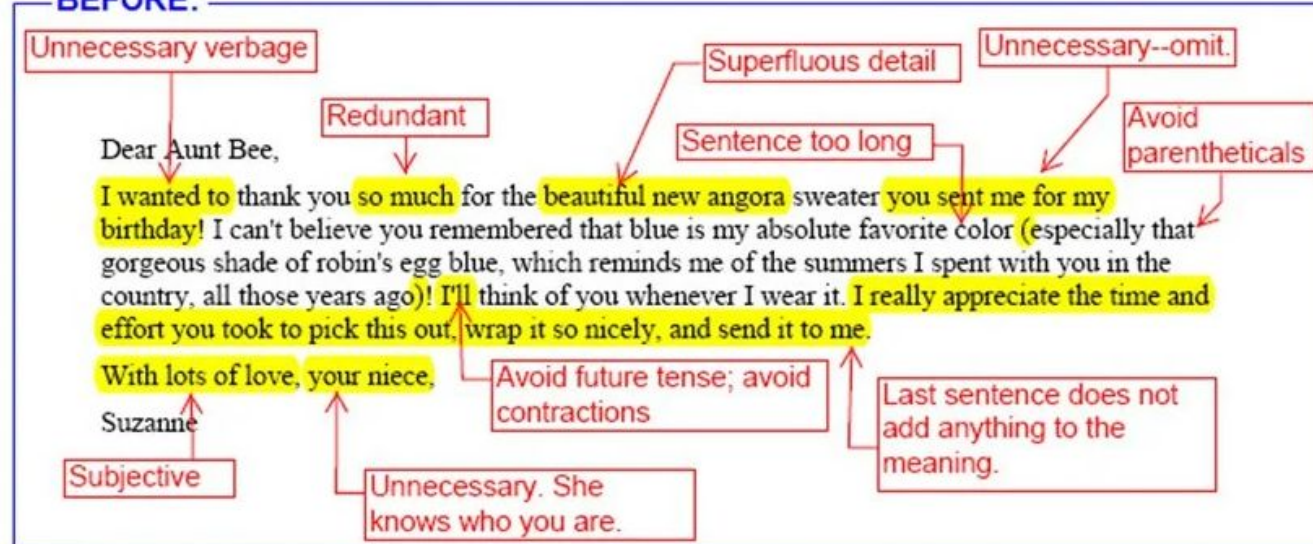 BEFORE:
Unnecessary verbage
Superfluous detail
Unnecessary--omit.
Redundant
Sentence too long
Avoid
parentheticals
Dear Aunt Bee,
I wanted to thank you so much for the beautiful new angora sweater you sent me for my
birthday! I can't believe you remembered that blue is my absolute favorite color (especially that
gorgeous shade of robin's egg blue, which reminds me of the summers I spent with you in the
country, all those years ago)! I'll think of you whenever I wear it. I really appreciate the time and
effort you took to pick this out, wrap it so nicely, and send it to me.
With lots of love, your niece,
Suzanne
Avoid future tense; avoid
contractions
Last sentence does not
add anything to the
meaning.
Subjective
Unnecessary. She
knows who you are.